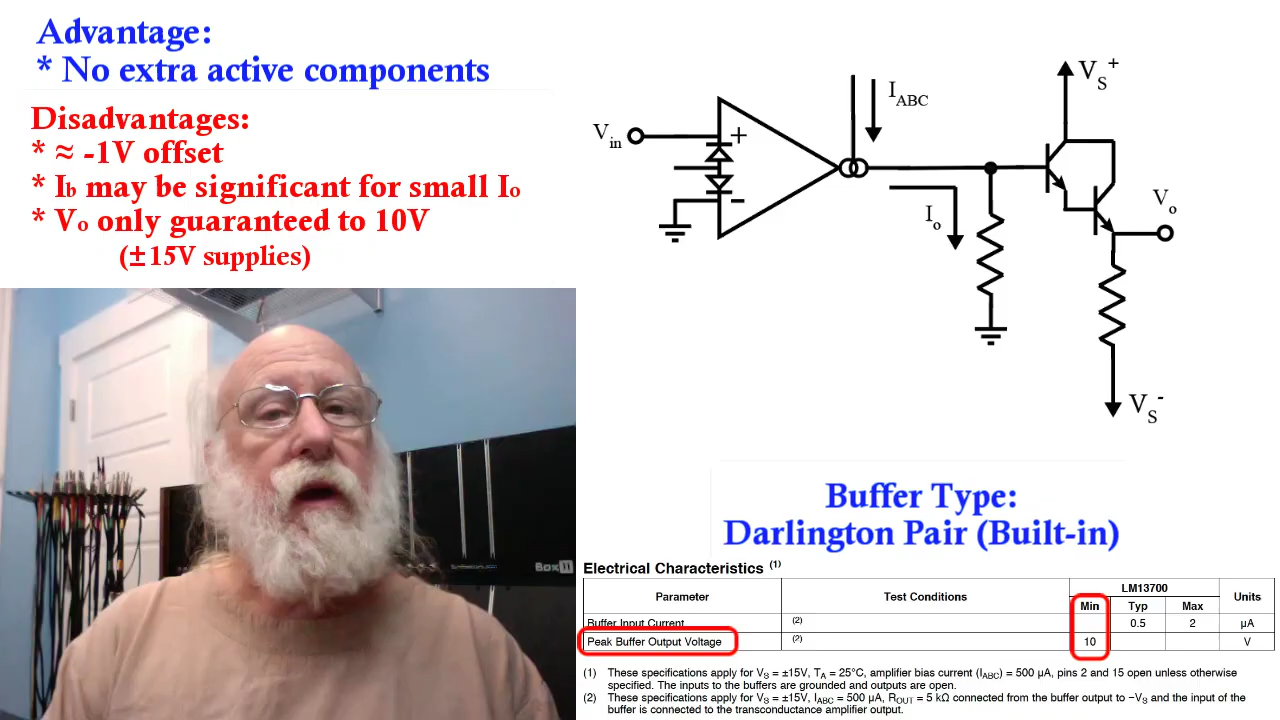 Advantage:
* No extra active components
Disadvantages:
* ≈ -1V offset
* Ib may be significant for small Io
* Vo only guaranteed to 10V
(±15V supplies)
Vin
+
-
IABC
Io
VS+
Vo
VS-
Buffer Type:
Darlington Pair (Built-in)
Electrical Characteristics (1)
Parameter Test Conditions LM13700 Units
Min Typ Max
Buffer Input Current (2) 0.5 2 µA
Peak Buffer Output Voltage (2) 10 V
(1) These specifications apply for VS = ±15V, TA = 25°C, amplifier bias current (IABC) = 500 µA, pins 2 and 15 open unless otherwise
specified. The inputs to the buffers are grounded and outputs are open.
(2) These specifications apply for VS = ±15V, IABC = 500 µA, ROUT = 5 kΩ connected from the buffer output to −VS and the input of the
buffer is connected to the transconductance amplifier output.
Box11